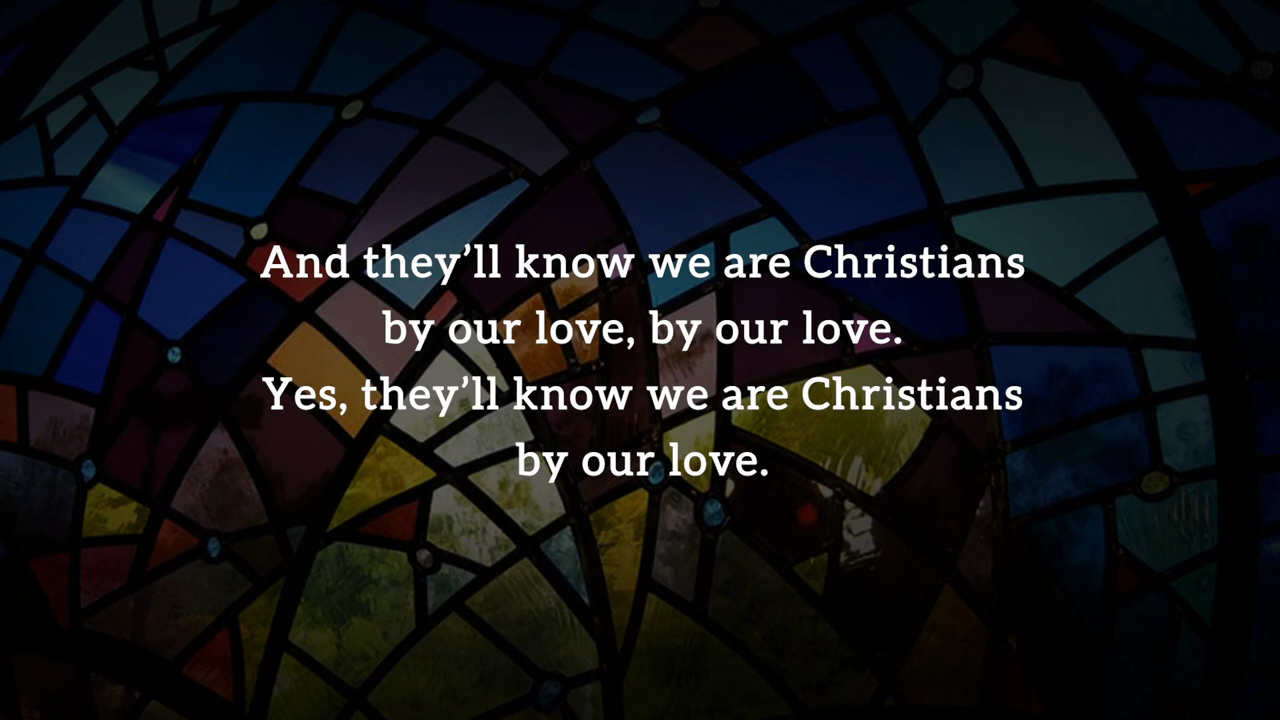 And they’ll know we are Christians
by our love, by our love.
Yes, they’ll know we are Christians
by our love.